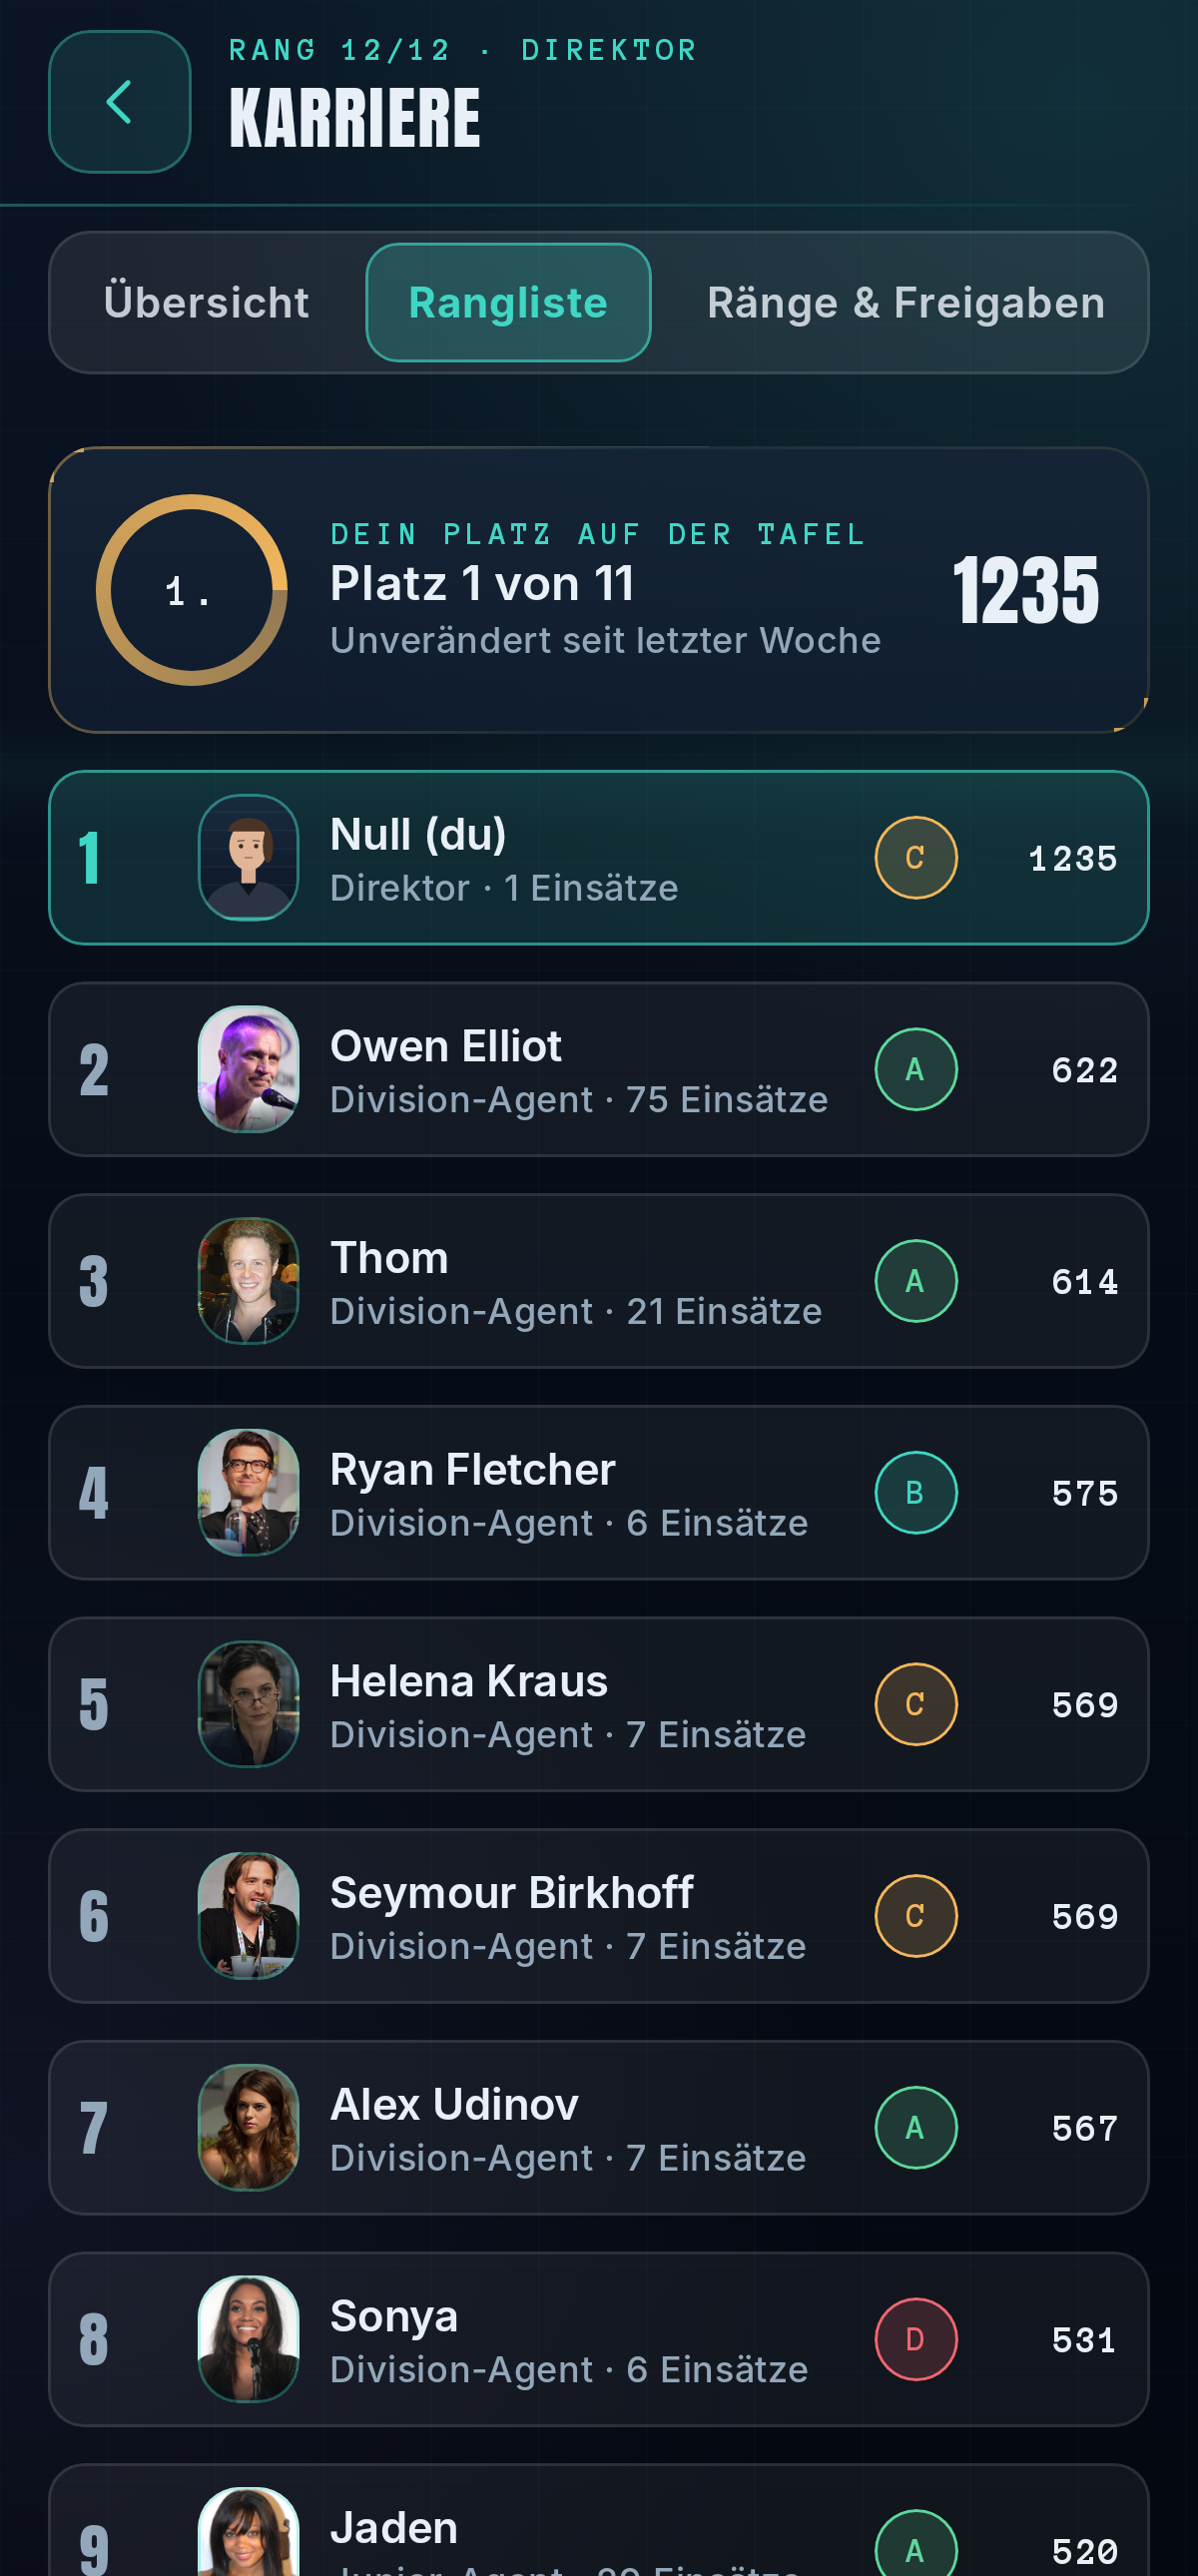 RANG 12/12 · DIREKTOR
KARRIERE
Übersicht
Rangliste
Ränge & Freigaben
DEIN PLATZ AUF DER TAFEL
1.
Platz 1 von 11
1235
Unverändert seit letzter Woche
1
Null (du)
Direktor · 1 Einsätze
C
1235
2
Owen Elliot
Division-Agent · 75 Einsätze
A
622
3
Thom
Division-Agent · 21 Einsätze
A
614
4
Ryan Fletcher
Division-Agent · 6 Einsätze
B
575
5
Helena Kraus
Division-Agent · 7 Einsätze
C
569
6
Seymour Birkhoff
Division-Agent · 7 Einsätze
C
569
7
Alex Udinov
Division-Agent · 7 Einsätze
A
567
8
Sonya
Division-Agent · 6 Einsätze
D
531
9
Jaden
A
520